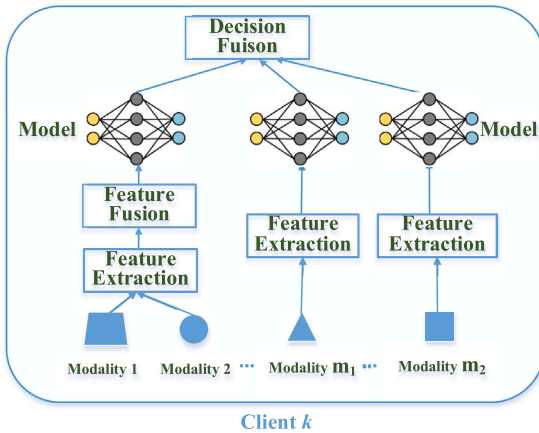 Decision
Fuison
Model
Model
Feature
Fusion
Feature
Extraction
Feature
Extraction
Feature
Extraction
Modality 1
Modality 2
...
Modality m₁
...
Modality m₂
Client k